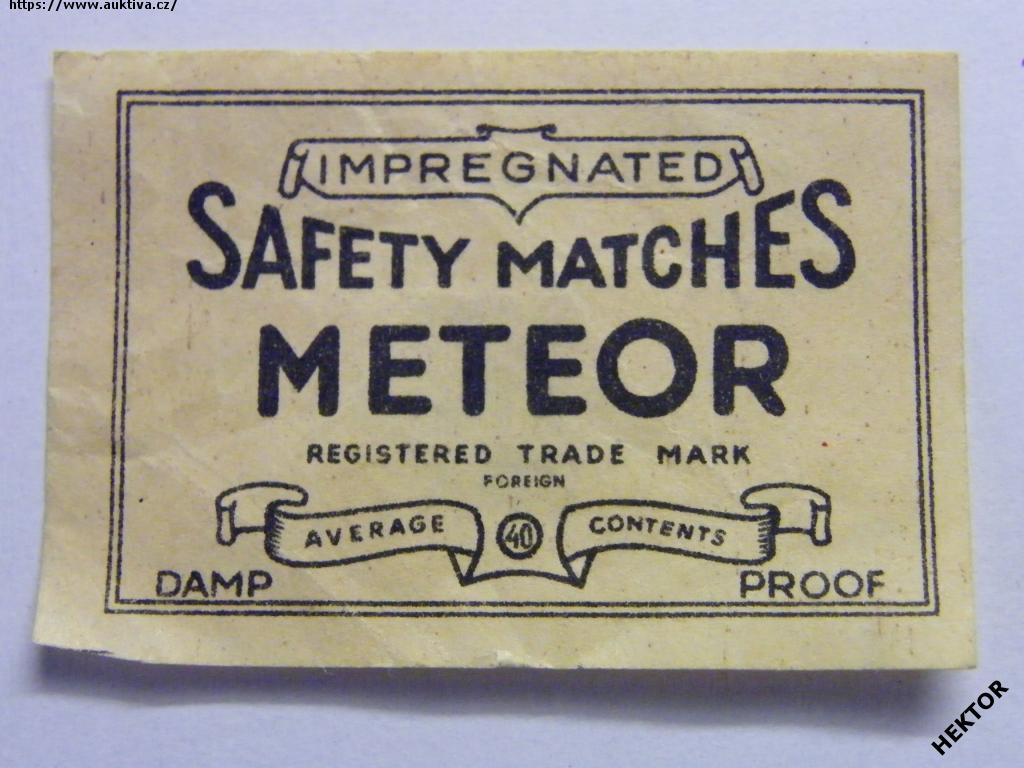 https://www.auktiva.cz/
IMPREGNATED
SAFETY MATCHES
METEOR
REGISTERED TRADE MARK
FOREIGN
AVERAGE 40 CONTENTS
DAMP PROOF
HEKTOR